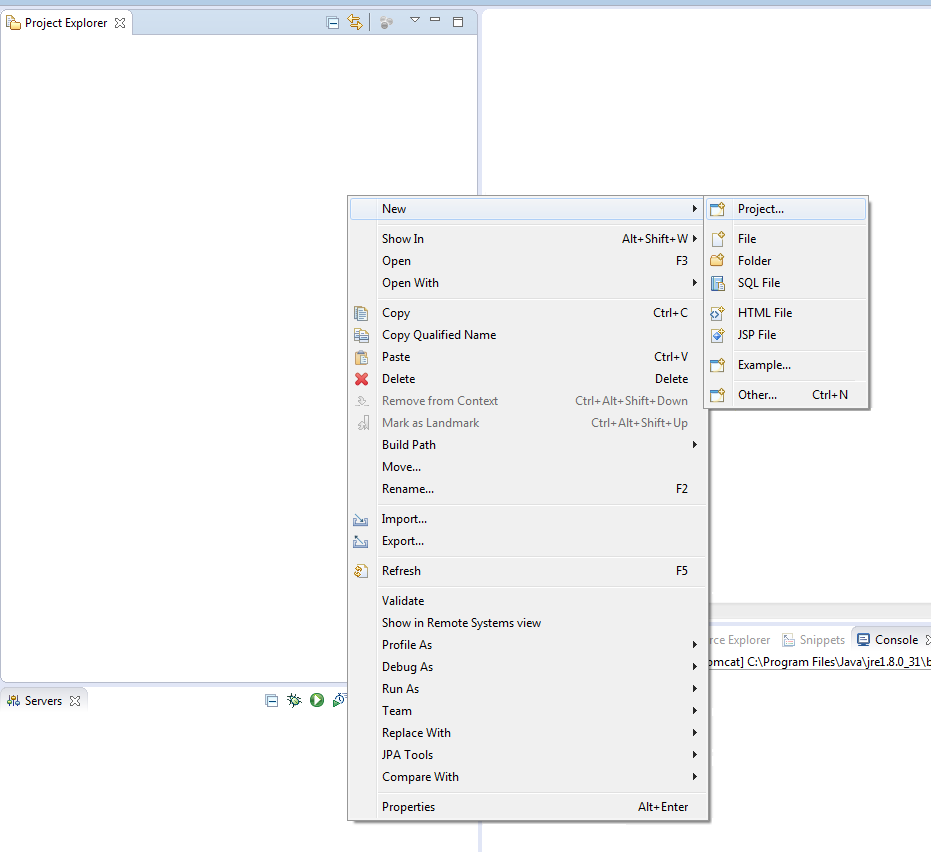 Project Explorer
New
Project...
Show In Alt+Shift+W
File
Open F3
Folder
Open With
SQL File
Copy Ctrl+C
HTML File
Copy Qualified Name
JSP File
Paste Ctrl+V
Example...
Delete Delete
Other... Ctrl+N
Remove from Context Ctrl+Alt+Shift+Down
Mark as Landmark Ctrl+Alt+Shift+Up
Build Path
Move...
Rename... F2
Import...
Export...
Refresh F5
Validate
Show in Remote Systems view
Profile As
Debug As
Run As
Team
Replace With
JPA Tools
Compare With
Properties Alt+Enter
rce Explorer Snippets Console
omcat] C:\Program Files\Java\jre1.8.0_31\b
Servers